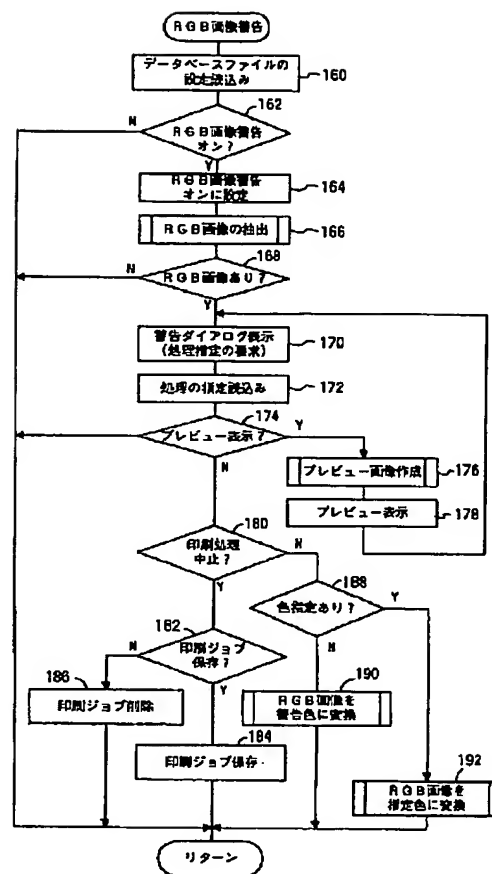 RGB画像警告
データベースファイルの
設定読込み
160
162
N
RGB画像警告
オン?
Y
RGB画像警告
オンに設定
164
RGB画像の抽出
166
168
N
RGB画像あり?
Y
警告ダイアログ表示
(処理指定の要求)
170
処理の指定読込み
172
174
プレビュー表示?
Y
N
プレビュー画像作成
176
プレビュー表示
178
180
印刷処理
中止?
N
Y
188
色指定あり?
Y
N
182
N
印刷ジョブ
保存?
Y
186
印刷ジョブ削除
190
RGB画像を
警告色に変換
184
印刷ジョブ保存
192
RGB画像を
指定色に変換
リターン